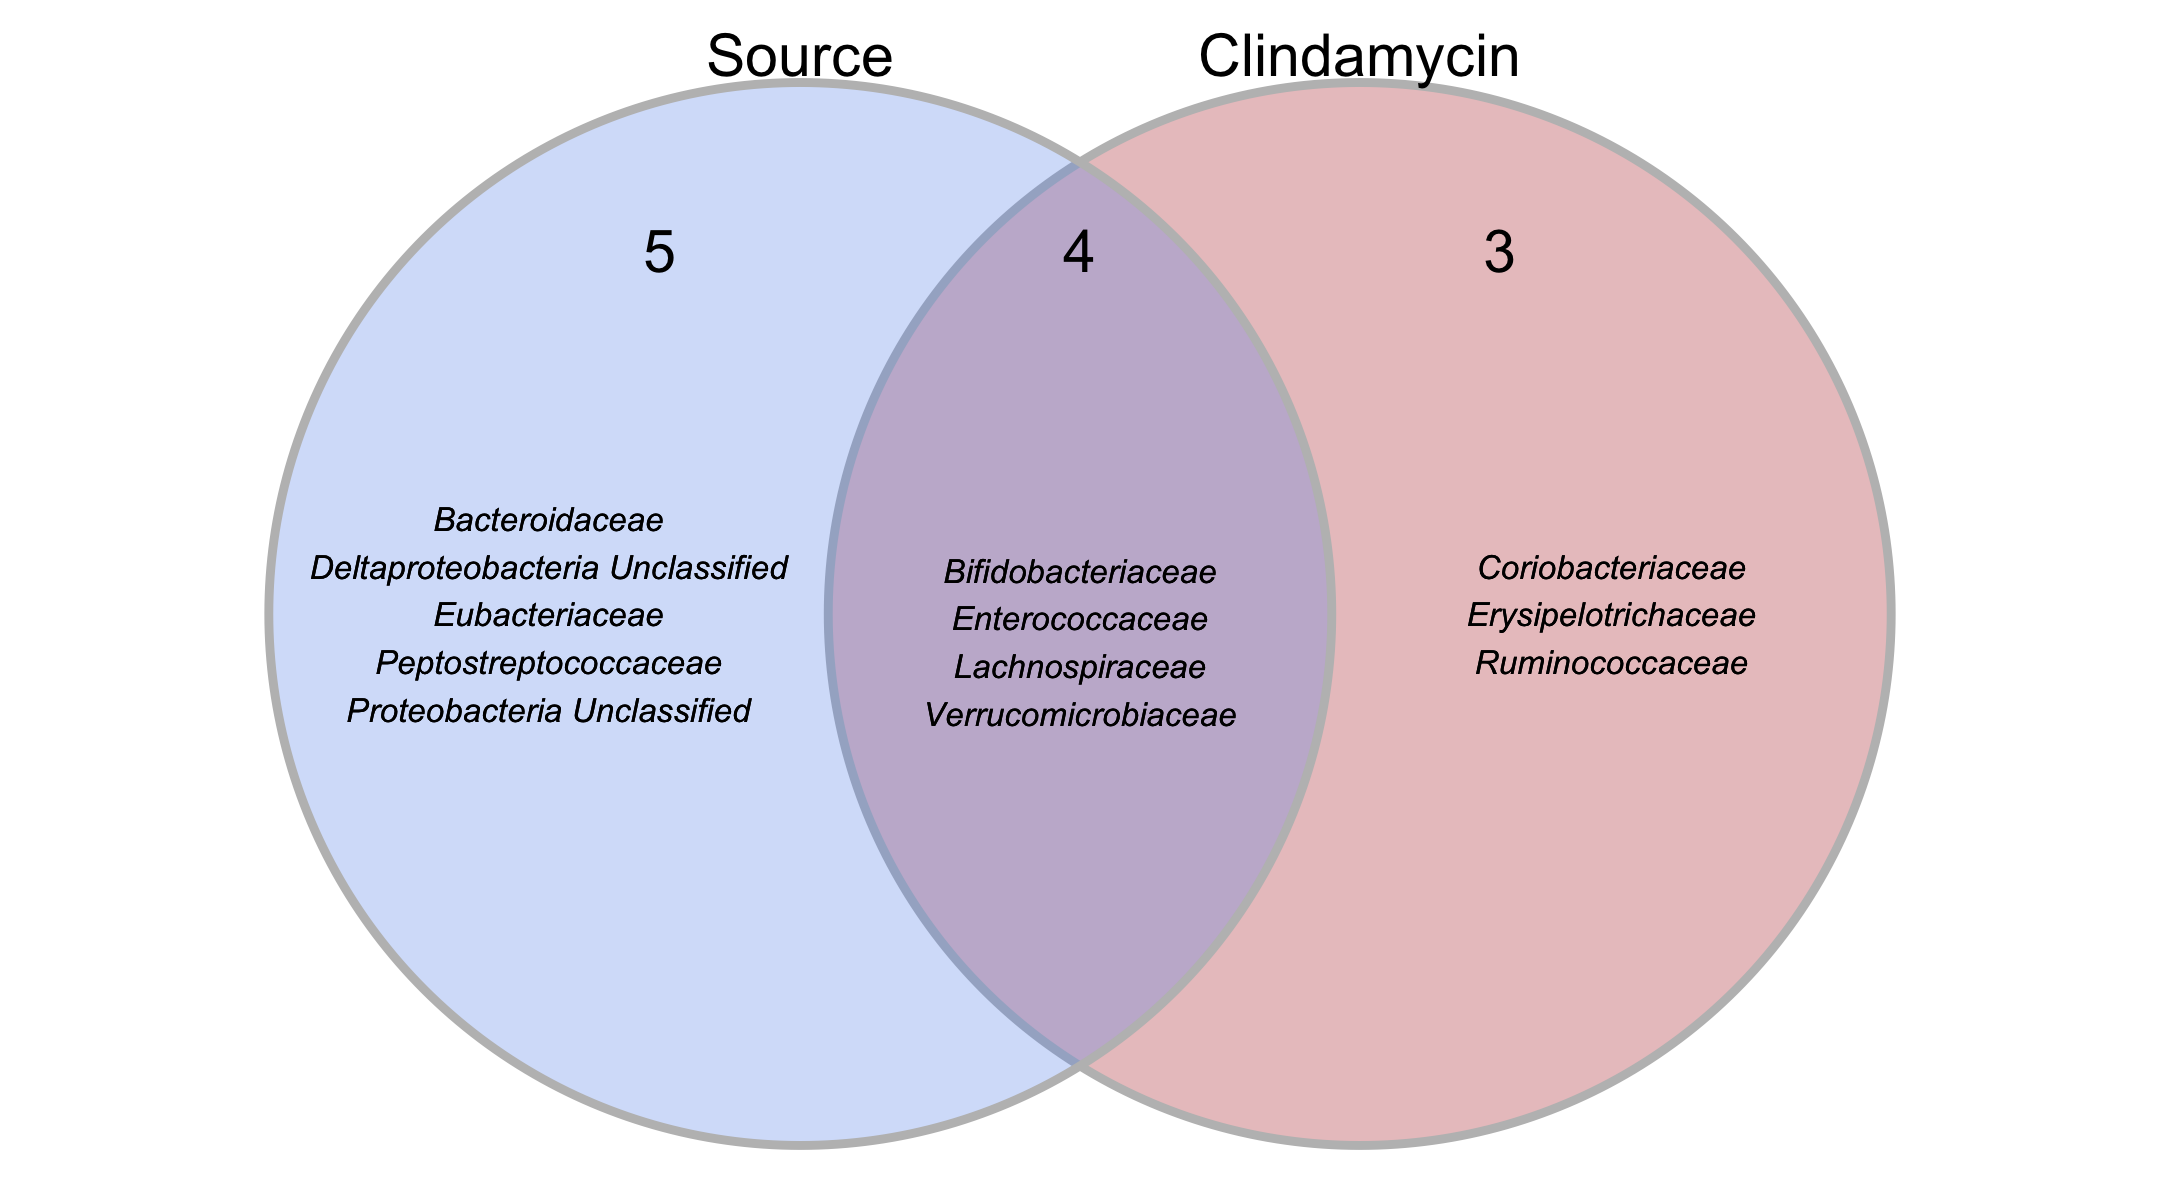 Source
Clindamycin
5
4
3
Bacteroidaceae
Deltaproteobacteria Unclassified
Eubacteriaceae
Peptostreptococcaceae
Proteobacteria Unclassified
Bifidobacteriaceae
Enterococcaceae
Lachnospiraceae
Verrucomicrobiaceae
Coriobacteriaceae
Erysipelotrichaceae
Ruminococcaceae